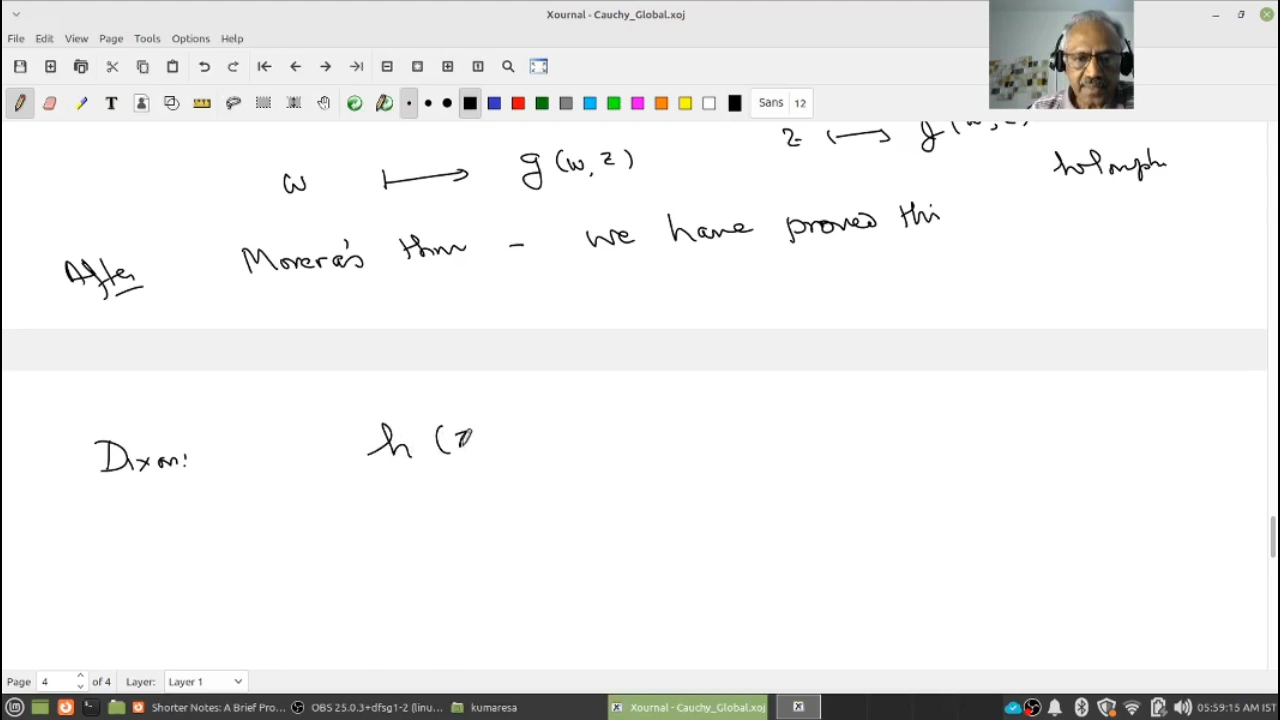 Xournal - Cauchy_Global.xoj
File Edit View Page Tools Options Help
Sans 12
z ⟼ g(w, z)
w ⟼ g(w, z)
After Morera's thm - we have proved this
Dixon: h (z
Page 4 of 4 Layer: Layer 1
Shorter Notes: A Brief Pro... OBS 25.0.3+dfsg1-2 (linu... kumaresa Xournal - Cauchy_Global.xoj 05:59:15 AM IST